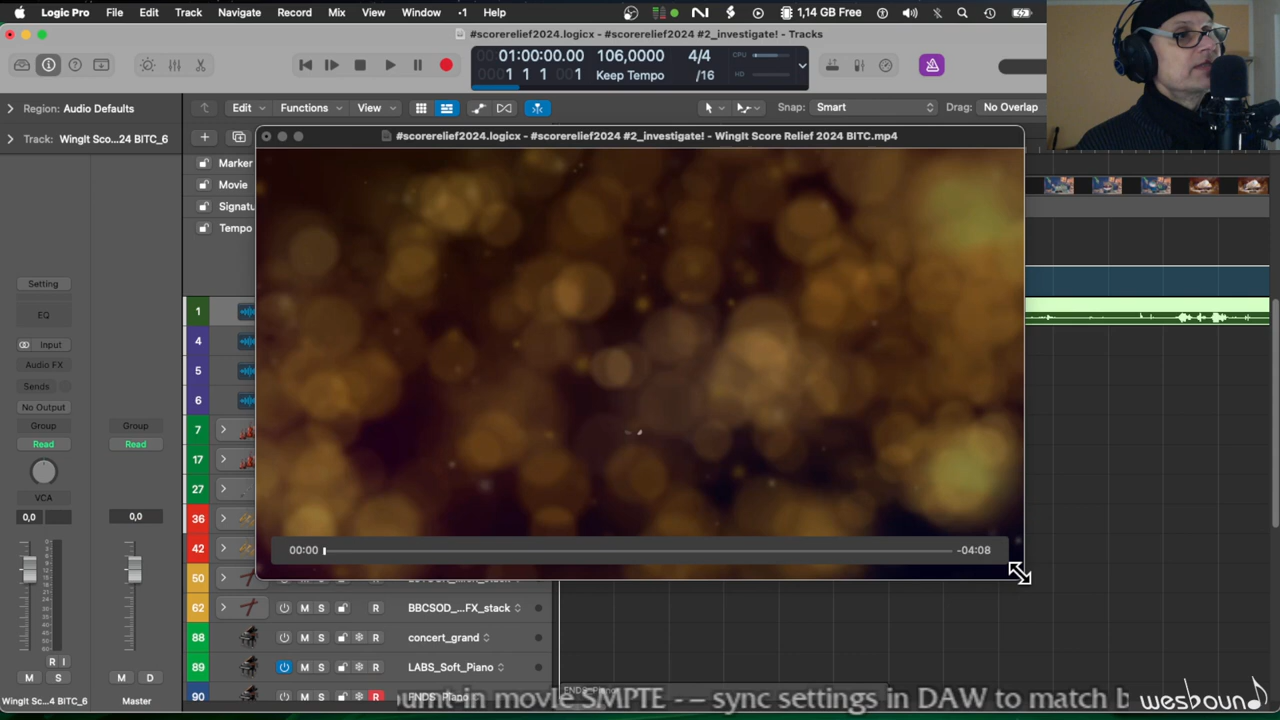 Logic Pro File Edit Track Navigate Record Mix View Window ·1 Help 1,14 GB Free
#scorerelief2024.logicx - #scorerelief2024 #2_investigate! - Tracks
01:00:00.00 106,0000 4/4 CPU
1 1 1 001 Keep Tempo /16 HD
Region: Audio Defaults
Edit Functions View Snap: Smart Drag: No Overlap
Track: WingIt Sco...24 BITC_6
#scorerelief2024.logicx - #scorerelief2024 #2_investigate! - WingIt Score Relief 2024 BITC.mp4
Marker
Movie
Signatu
Tempo
Setting
EQ
Input
Audio FX
Sends
No Output
Group Group
Read Read
VCA
0,0 0,0
1
4
5
6
7
17
27
36
42
50
62 M S R BBCSOD_...FX_stack
88 M S R concert_grand
89 M S R LABS_Soft_Piano
90 M S R
00:00 -04:08
R I
M S M D
WingIt Sc...4 BITC_6 Master
in movie SMPTE -- sync settings in DAW to match
wesbound